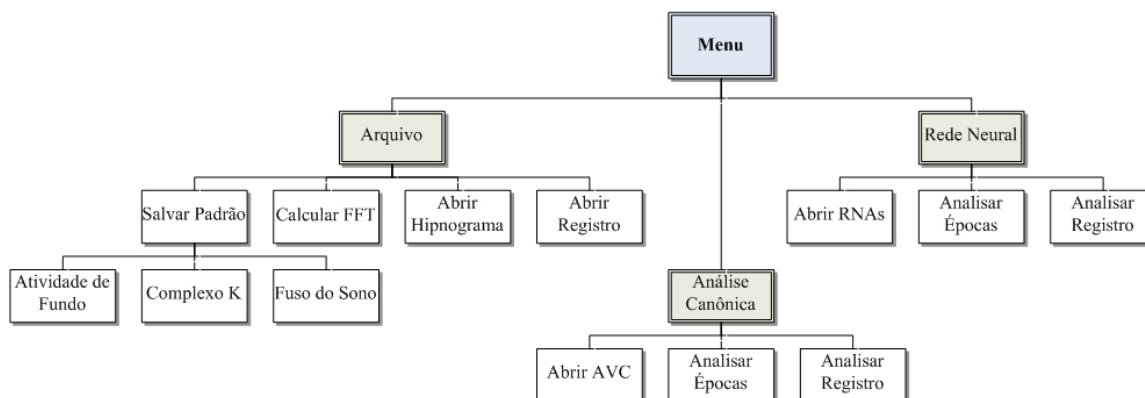 Menu
Arquivo
Rede Neural
Salvar Padrão
Calcular FFT
Abrir
Hipnograma
Abrir
Registro
Abrir RNAs
Analisar
Épocas
Analisar
Registro
Atividade de
Fundo
Complexo K
Fuso do Sono
Análise
Canônica
Abrir AVC
Analisar
Épocas
Analisar
Registro